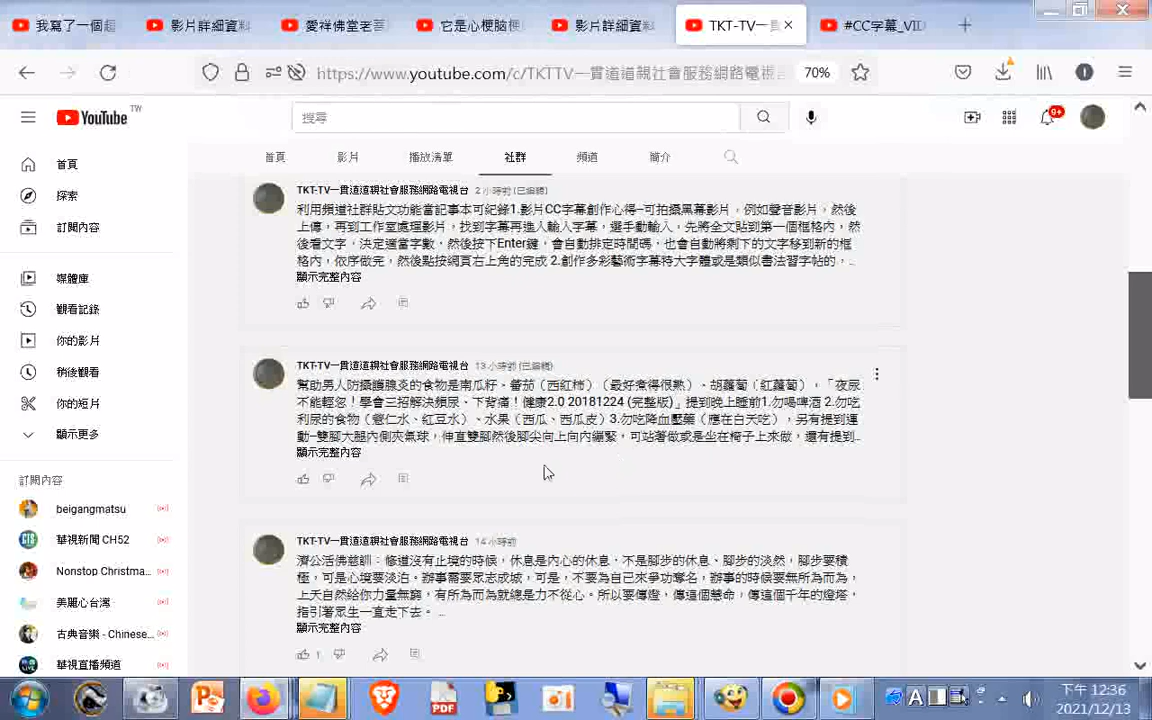 我寫了一個超
影片詳細資料
愛祥佛堂老菩
它是心梗腦梗
影片詳細資料
TKT-TV一貫
#CC字幕_VID
https://www.youtube.com/c/TKTTV一貫道道親社會服務網路電視台
70%
YouTube TW
搜尋
9+
首頁
探索
訂閱內容
媒體庫
觀看記錄
你的影片
稍後觀看
你的短片
顯示更多
訂閱內容
beigangmatsu
華視新聞 CH52
Nonstop Christma...
美麗心台灣
古典音樂 - Chinese...
華視直播頻道
首頁 影片 播放清單 社群 頻道 簡介
TKT-TV一貫道道親社會服務網路電視台 2 小時前 (已編輯)
利用頻道社群貼文功能當記事本可紀錄1.影片CC字幕創作心得--可拍攝黑幕影片，例如聲音影片，然後
上傳，再到工作室處理影片，找到字幕再進入輸入字幕，選手動輸入，先將全文貼到第一個框格內，然
後看文字，決定適當字數，然後按下Enter鍵，會自動排定時間碼，也會自動將剩下的文字移到新的框
格內，依序做完，然後點按網頁右上角的完成 2.創作多彩藝術字幕待大字體或是類似書法習字帖的，...
顯示完整內容
TKT-TV一貫道道親社會服務網路電視台 13 小時前 (已編輯)
幫助男人防攝護腺炎的食物是南瓜籽、蕃茄（西紅柿）（最好煮得很熟）、胡蘿蔔（紅蘿蔔），「夜尿
不能輕忽！學會三招解決頻尿、下背痛！健康2.0 20181224 (完整版)」提到晚上睡前1.勿喝啤酒 2.勿吃
利尿的食物（薏仁水、紅豆水）、水果（西瓜、西瓜皮）3.勿吃降血壓藥（應在白天吃），另有提到運
動--雙腳大腿內側夾氣球，伸直雙腳然後腳尖向上向內繃緊，可站著做或是坐在椅子上來做，還有提到...
顯示完整內容
TKT-TV一貫道道親社會服務網路電視台 14 小時前
濟公活佛慈訓：修道沒有止境的時候，休息是內心的休息、不是腳步的休息、腳步的淡然，腳步要積
極，可是心境要淡泊。辦事需要眾志成城，可是，不要為自己來爭功奪名，辦事的時候要無所為而為，
上天自然給你力量無窮，有所為而為就總是力不從心。所以要傳燈，傳這個慧命，傳這個千年的燈塔，
指引著眾生一直走下去。 ...
顯示完整內容
1
PDF
下午 12:36
2021/12/13